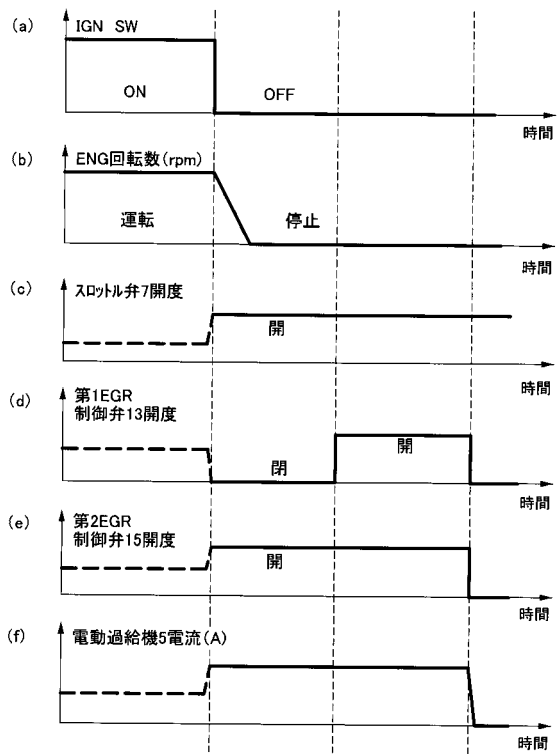 (a)
IGN SW
ON
OFF
時間
(b)
ENG回転数(rpm)
運転
停止
時間
(c)
スロットル弁7開度
開
時間
(d)
第1EGR
制御弁13開度
閉
開
時間
(e)
第2EGR
制御弁15開度
開
時間
(f)
電動過給機5電流(A)
時間